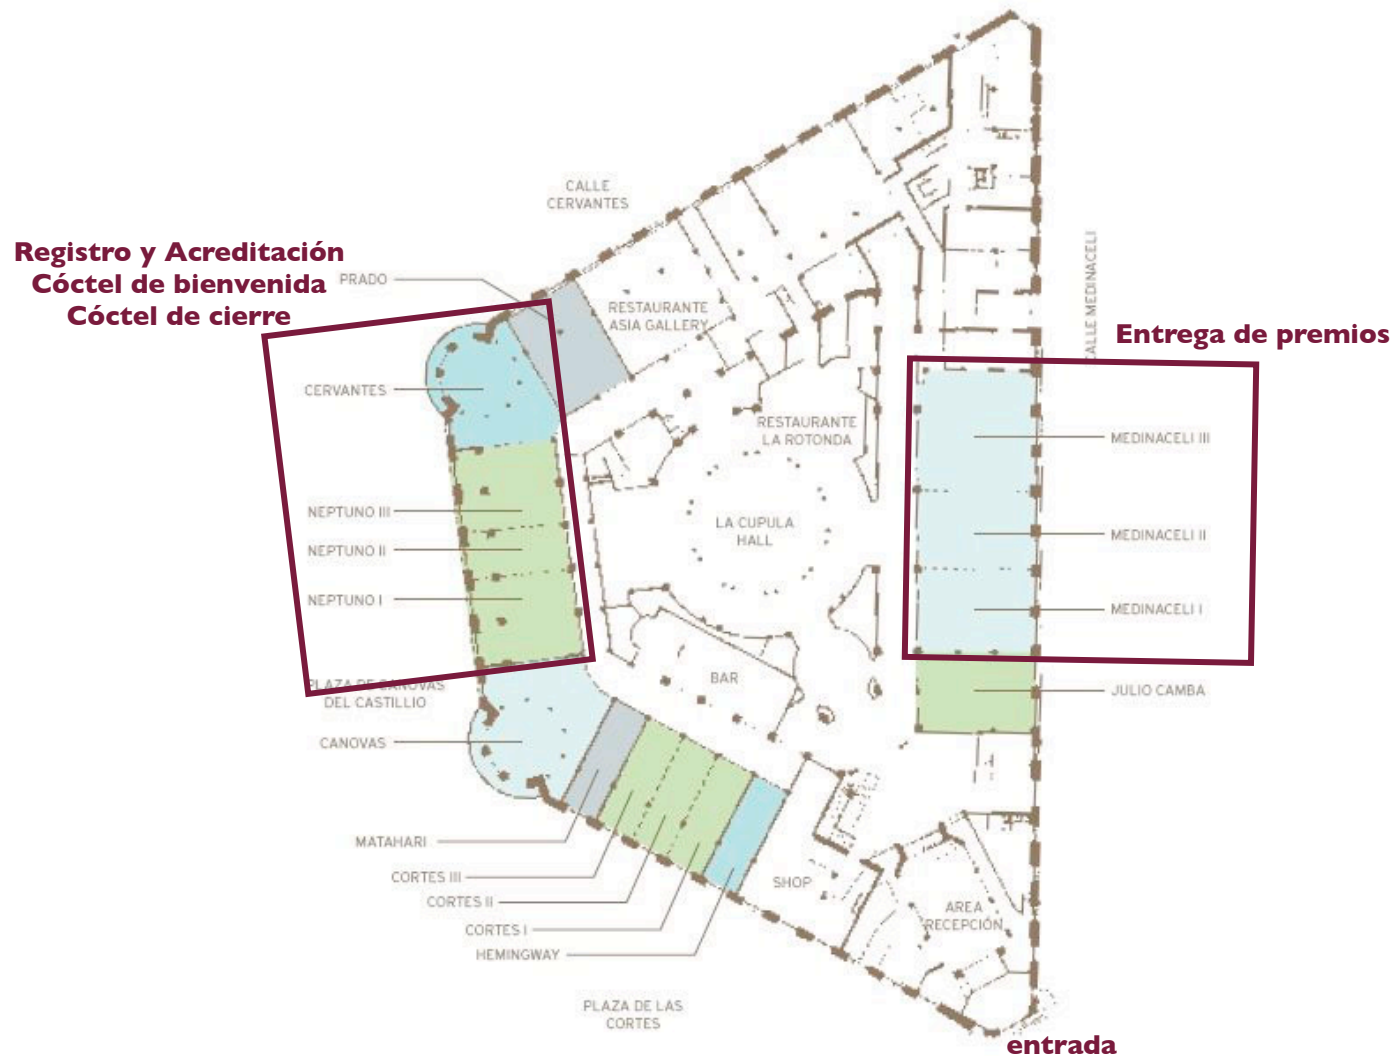 CALLE
CERVANTES
Registro y Acreditación
Cóctel de bienvenida
Cóctel de cierre
PRADO
RESTAURANTE
ASIA GALLERY
CALLE MEDINACELI
Entrega de premios
CERVANTES
RESTAURANTE
LA ROTONDA
MEDINACELI III
NEPTUNO III
LA CUPULA
HALL
MEDINACELI II
NEPTUNO II
NEPTUNO I
MEDINACELI I
BAR
PLAZA DE CANOVAS
DEL CASTILLIO
JULIO CAMBA
CANOVAS
MATAHARI
CORTES III
SHOP
CORTES II
AREA
RECEPCIÓN
CORTES I
HEMINGWAY
PLAZA DE LAS
CORTES
entrada